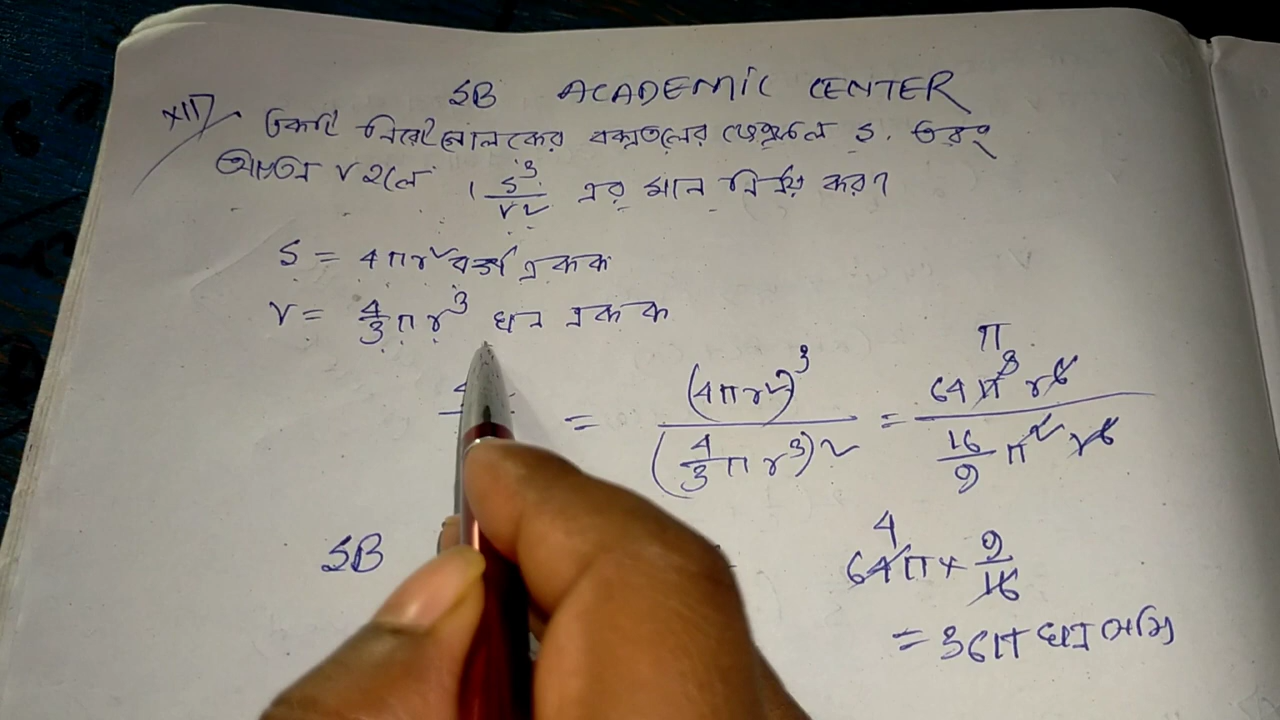 SB ACADEMIC CENTER
XII) একটি নিরেট গোলকের বক্রতলের ক্ষেত্রফল S. এবং
আয়তন V হলে, S³/V² এর মান নির্ণয় কর।
S = 4πr² বর্গ একক
V = 4/3 πr³ ঘন একক
= (4πr²)³ / (4/3 πr³)² = 64π³r⁶ / 16/9 π²r⁶
π
SB
4
64π × 9/16
= 36π ঘন